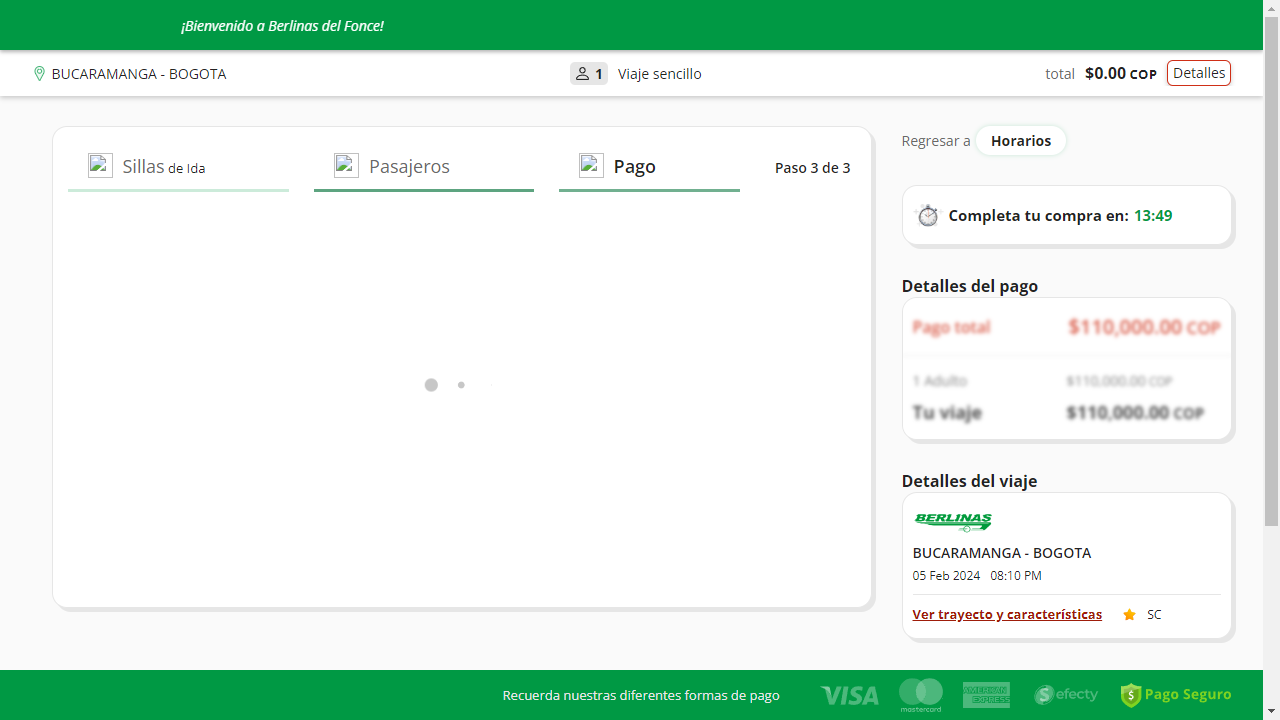 ¡Bienvenido a Berlinas del Fonce!
BUCARAMANGA - BOGOTA
1 Viaje sencillo
total $0.00 COP Detalles
Sillas de Ida
Pasajeros
Pago
Paso 3 de 3
Regresar a Horarios
Completa tu compra en: 13:49
Detalles del pago
Pago total $110,000.00 COP
1 Adulto $110,000.00 COP
Tu viaje $110,000.00 COP
Detalles del viaje
BERLINAS
BUCARAMANGA - BOGOTA
05 Feb 2024 08:10 PM
Ver trayecto y características SC
Recuerda nuestras diferentes formas de pago VISA mastercard AMERICAN EXPRESS efecty Pago Seguro